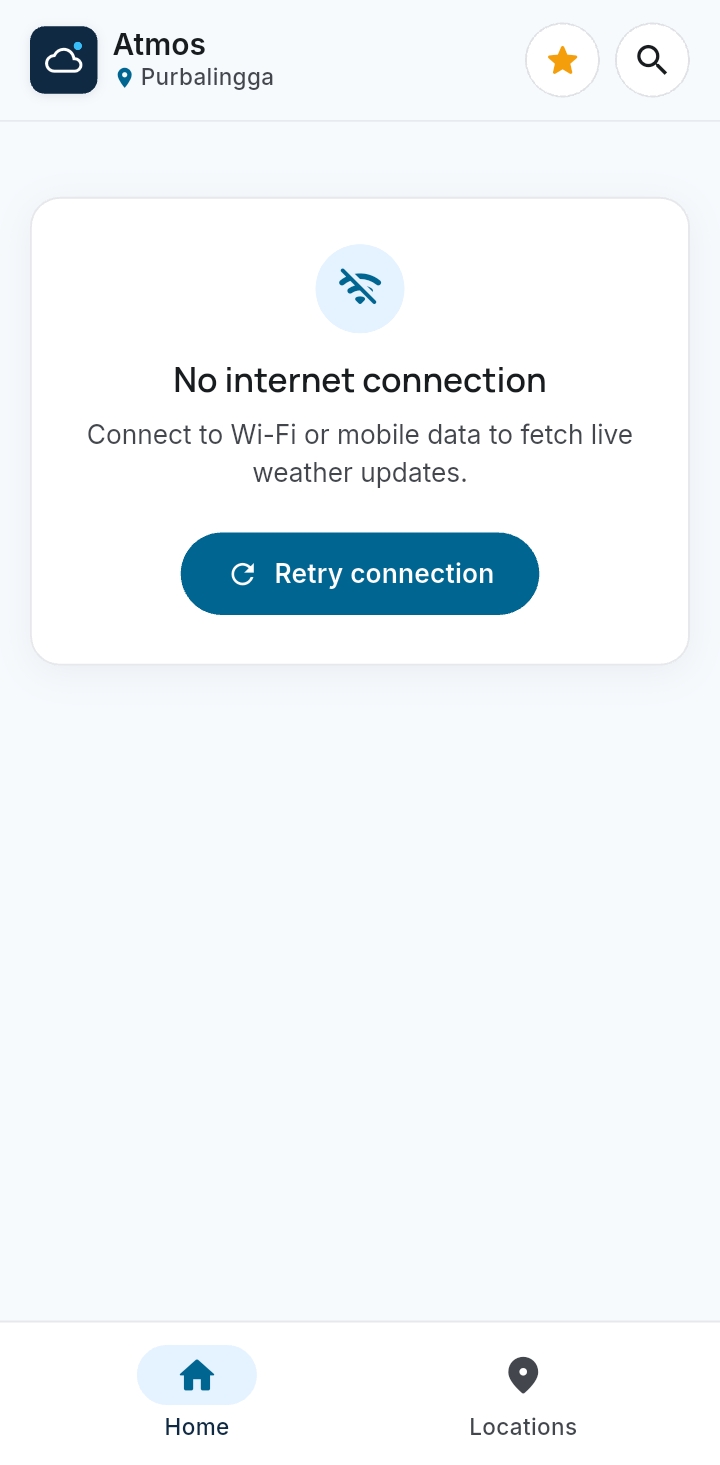 Atmos
Purbalingga
No internet connection
Connect to Wi-Fi or mobile data to fetch live
weather updates.
Retry connection
Home
Locations